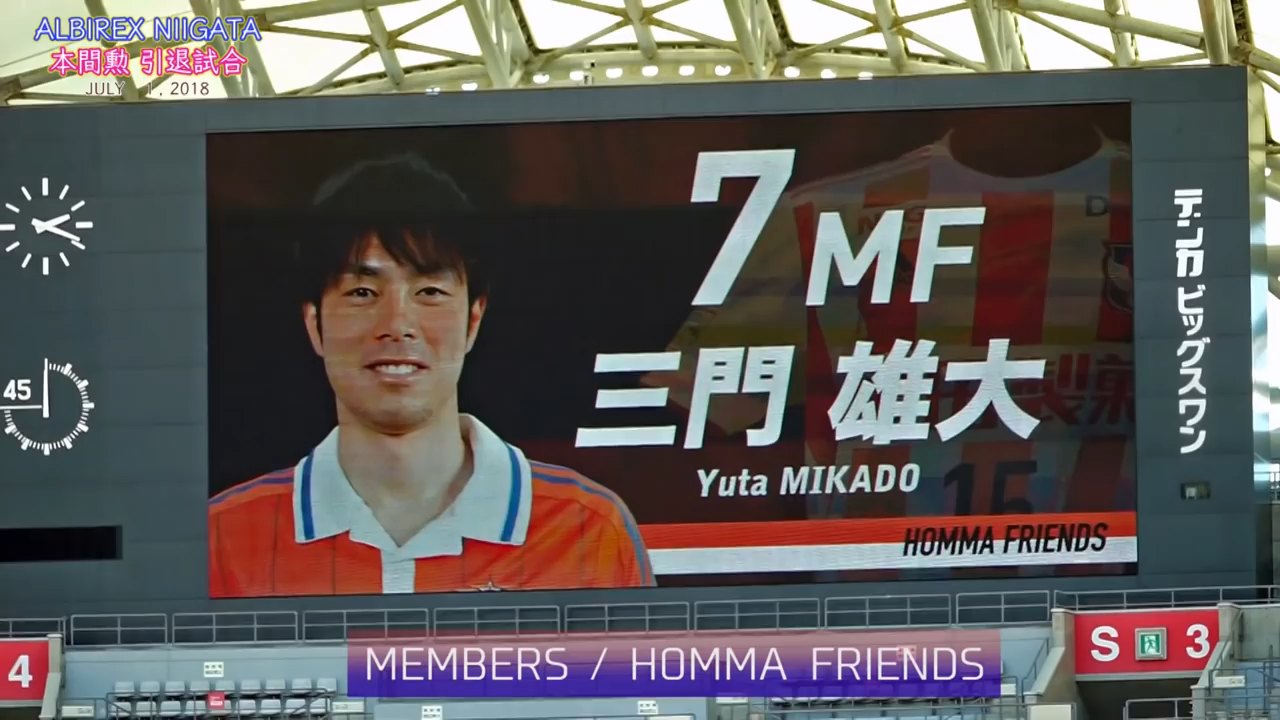 ALBIREX NIIGATA
本間勲 引退試合
JULY 1, 2018
7 MF
三門 雄大
Yuta MIKADO
15
HOMMA FRIENDS
デンカビッグスワン
45
4
S 3
MEMBERS / HOMMA FRIENDS